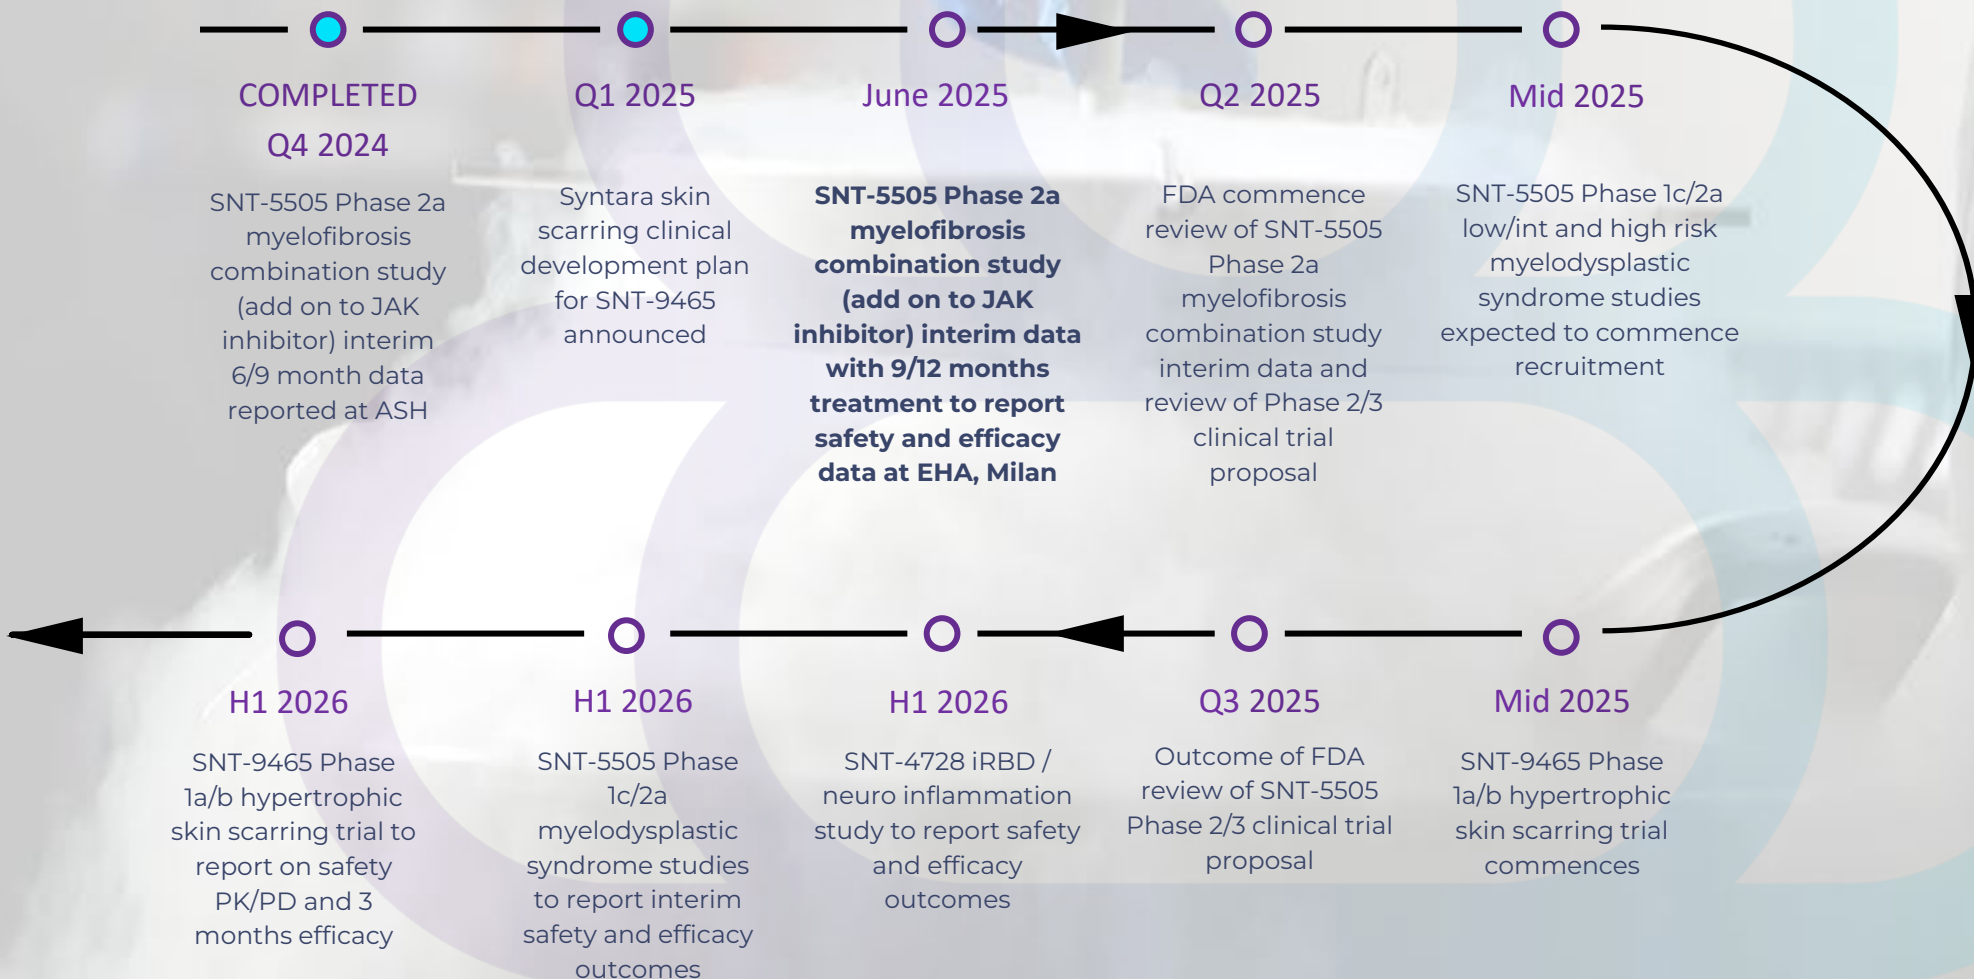 COMPLETED
Q4 2024
SNT-5505 Phase 2a
myelofibrosis
combination study
(add on to JAK
inhibitor) interim
6/9 month data
reported at ASH
Q1 2025
Syntara skin
scarring clinical
development plan
for SNT-9465
announced
June 2025
SNT-5505 Phase 2a
myelofibrosis
combination study
(add on to JAK
inhibitor) interim data
with 9/12 months
treatment to report
safety and efficacy
data at EHA, Milan
Q2 2025
FDA commence
review of SNT-5505
Phase 2a
myelofibrosis
combination study
interim data and
review of Phase 2/3
clinical trial
proposal
Mid 2025
SNT-5505 Phase 1c/2a
low/int and high risk
myelodysplastic
syndrome studies
expected to commence
recruitment
Mid 2025
SNT-9465 Phase
1a/b hypertrophic
skin scarring trial
commences
Q3 2025
Outcome of FDA
review of SNT-5505
Phase 2/3 clinical trial
proposal
H1 2026
SNT-4728 iRBD /
neuro inflammation
study to report safety
and efficacy
outcomes
H1 2026
SNT-5505 Phase
1c/2a
myelodysplastic
syndrome studies
to report interim
safety and efficacy
outcomes
H1 2026
SNT-9465 Phase
1a/b hypertrophic
skin scarring trial to
report on safety
PK/PD and 3
months efficacy